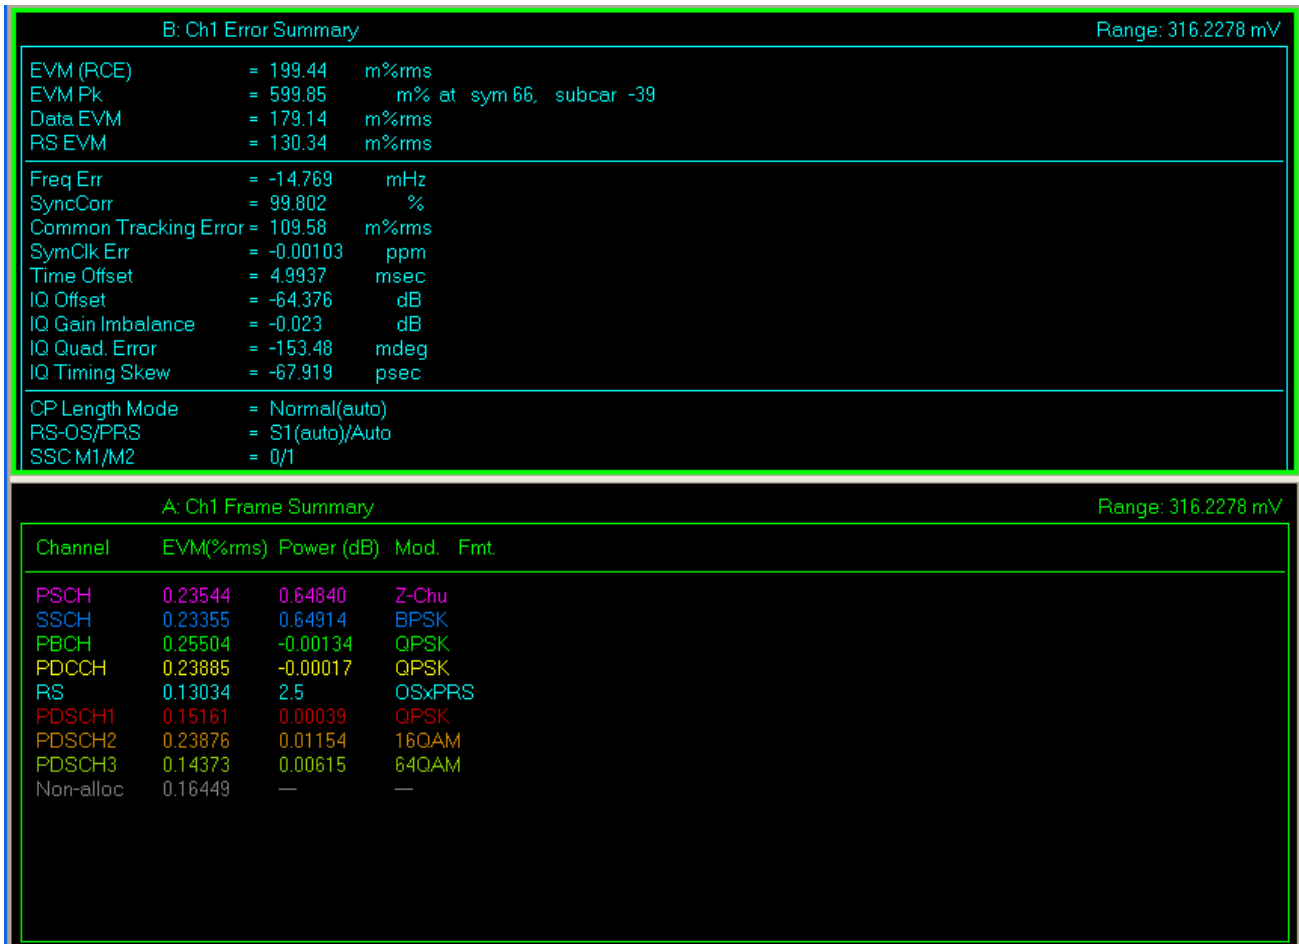 B: Ch1 Error Summary Range: 316.2278 mV
EVM (RCE) = 199.44 m%rms
EVM Pk = 599.85 m% at sym 66, subcar -39
Data EVM = 179.14 m%rms
RS EVM = 130.34 m%rms
Freq Err = -14.769 mHz
SyncCorr = 99.802 %
Common Tracking Error = 109.58 m%rms
SymClk Err = -0.00103 ppm
Time Offset = 4.9937 msec
IQ Offset = -64.376 dB
IQ Gain Imbalance = -0.023 dB
IQ Quad. Error = -153.48 mdeg
IQ Timing Skew = -67.919 psec
CP Length Mode = Normal(auto)
RS-OS/PRS = S1(auto)/Auto
SSC M1/M2 = 0/1
A: Ch1 Frame Summary Range: 316.2278 mV
Channel EVM(%rms) Power (dB) Mod. Fmt.
PSCH 0.23544 0.64840 Z-Chu
SSCH 0.23355 0.64914 BPSK
PBCH 0.25504 -0.00134 QPSK
PDCCH 0.23885 -0.00017 QPSK
RS 0.13034 2.5 OSxPRS
PDSCH1 0.15161 0.00039 QPSK
PDSCH2 0.23876 0.01154 16QAM
PDSCH3 0.14373 0.00615 64QAM
Non-alloc 0.16449 — —